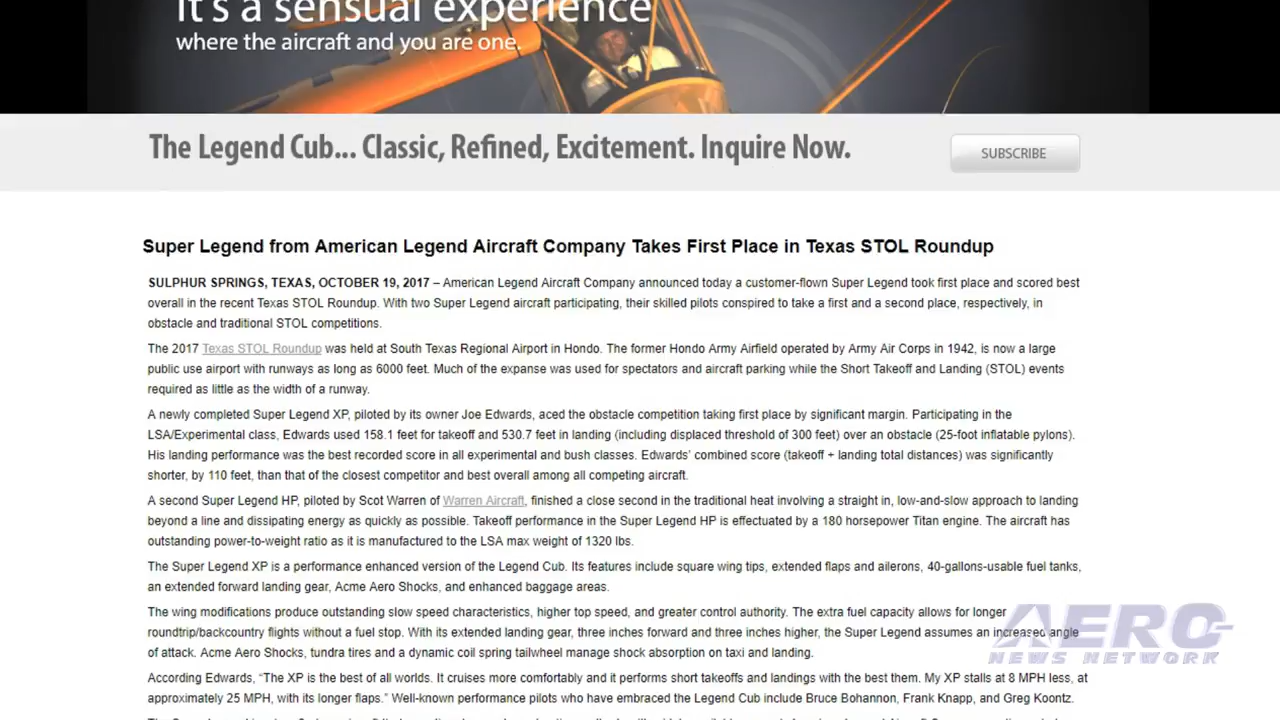 It's a sensual experience
where the aircraft and you are one.
The Legend Cub... Classic, Refined, Excitement. Inquire Now.
SUBSCRIBE
Super Legend from American Legend Aircraft Company Takes First Place in Texas STOL Roundup
SULPHUR SPRINGS, TEXAS, OCTOBER 19, 2017 – American Legend Aircraft Company announced today a customer-flown Super Legend took first place and scored best
overall in the recent Texas STOL Roundup. With two Super Legend aircraft participating, their skilled pilots conspired to take a first and a second place, respectively, in
obstacle and traditional STOL competitions.
The 2017 Texas STOL Roundup was held at South Texas Regional Airport in Hondo. The former Hondo Army Airfield operated by Army Air Corps in 1942, is now a large
public use airport with runways as long as 6000 feet. Much of the expanse was used for spectators and aircraft parking while the Short Takeoff and Landing (STOL) events
required as little as the width of a runway.
A newly completed Super Legend XP, piloted by its owner Joe Edwards, aced the obstacle competition taking first place by significant margin. Participating in the
LSA/Experimental class, Edwards used 158.1 feet for takeoff and 530.7 feet in landing (including displaced threshold of 300 feet) over an obstacle (25-foot inflatable pylons).
His landing performance was the best recorded score in all experimental and bush classes. Edwards' combined score (takeoff + landing total distances) was significantly
shorter, by 110 feet, than that of the closest competitor and best overall among all competing aircraft.
A second Super Legend HP, piloted by Scot Warren of Warren Aircraft, finished a close second in the traditional heat involving a straight in, low-and-slow approach to landing
beyond a line and dissipating energy as quickly as possible. Takeoff performance in the Super Legend HP is effectuated by a 180 horsepower Titan engine. The aircraft has
outstanding power-to-weight ratio as it is manufactured to the LSA max weight of 1320 lbs.
The Super Legend XP is a performance enhanced version of the Legend Cub. Its features include square wing tips, extended flaps and ailerons, 40-gallons-usable fuel tanks,
an extended forward landing gear, Acme Aero Shocks, and enhanced baggage areas.
The wing modifications produce outstanding slow speed characteristics, higher top speed, and greater control authority. The extra fuel capacity allows for longer
roundtrip/backcountry flights without a fuel stop. With its extended landing gear, three inches forward and three inches higher, the Super Legend assumes an increased angle
of attack. Acme Aero Shocks, tundra tires and a dynamic coil spring tailwheel manage shock absorption on taxi and landing.
According Edwards, "The XP is the best of all worlds. It cruises more comfortably and it performs short takeoffs and landings with the best them. My XP stalls at 8 MPH less, at
approximately 25 MPH, with its longer flaps." Well-known performance pilots who have embraced the Legend Cub include Bruce Bohannon, Frank Knapp, and Greg Koontz.
AERO-
NEWS NETWORK